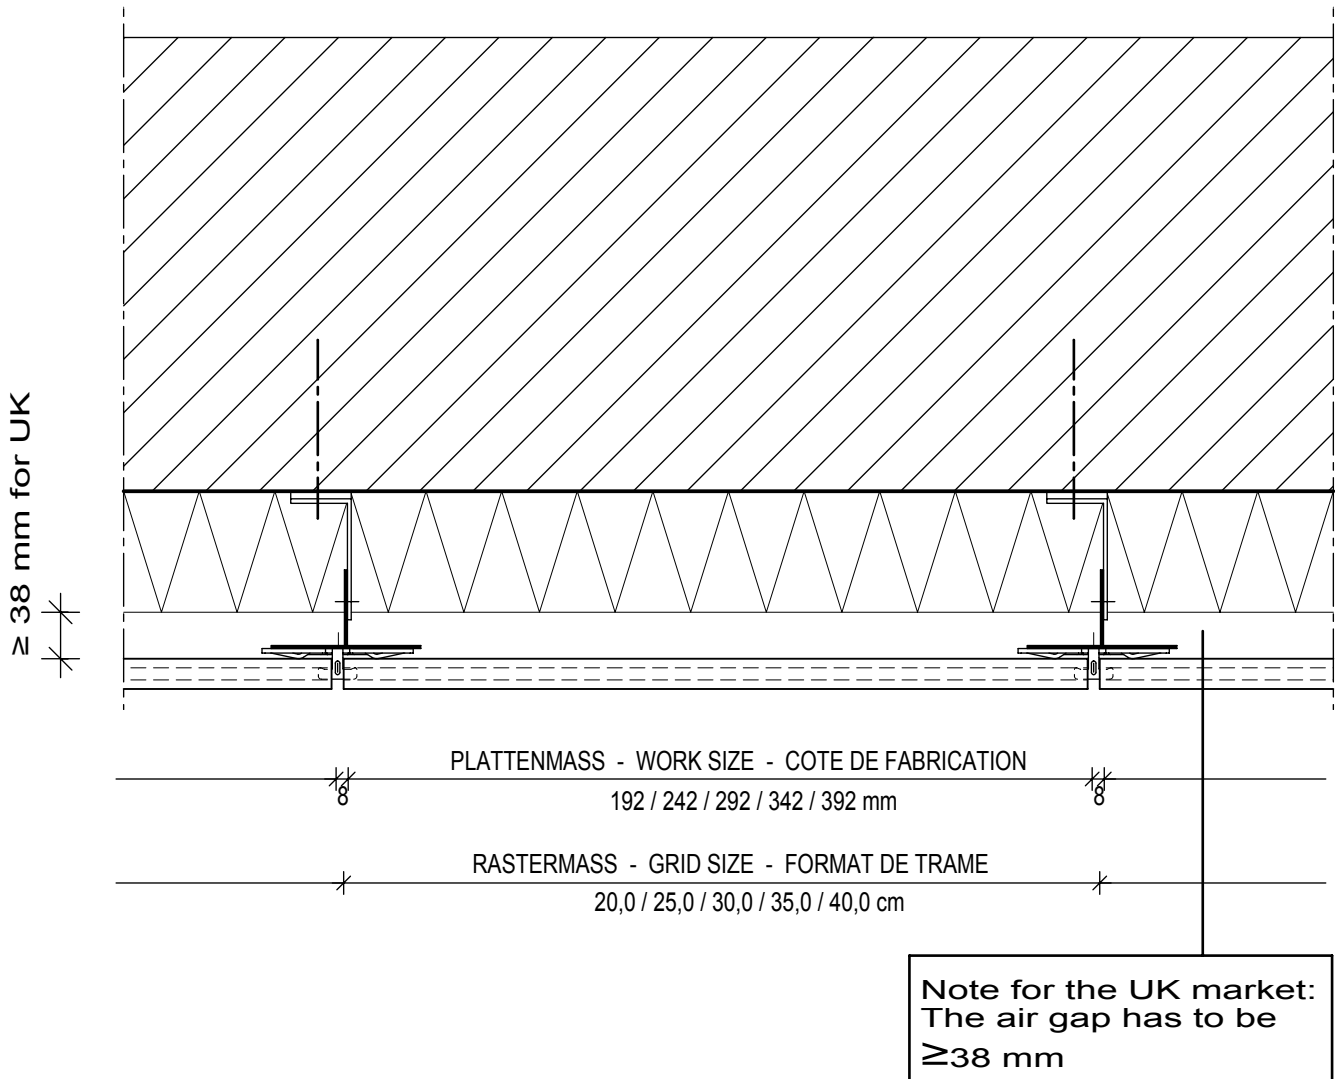 ≥ 38 mm for UK
PLATTENMASS - WORK SIZE - COTE DE FABRICATION
8
192 / 242 / 292 / 342 / 392 mm
8
RASTERMASS - GRID SIZE - FORMAT DE TRAME
20,0 / 25,0 / 30,0 / 35,0 / 40,0 cm
Note for the UK market:
The air gap has to be
≥38 mm